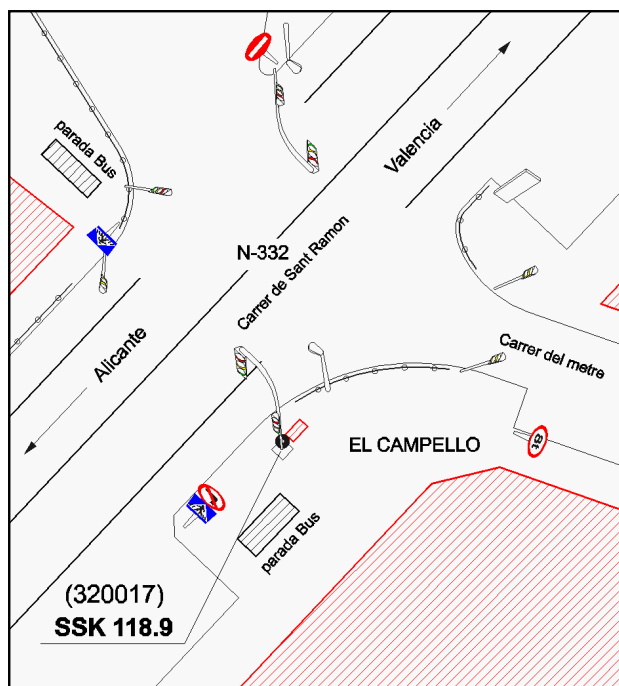 parada Bus
Valencia
N-332
Carrer de Sant Ramon
Alicante
Carrer del metre
EL CAMPELLO
8t
parada Bus
(320017)
SSK 118.9